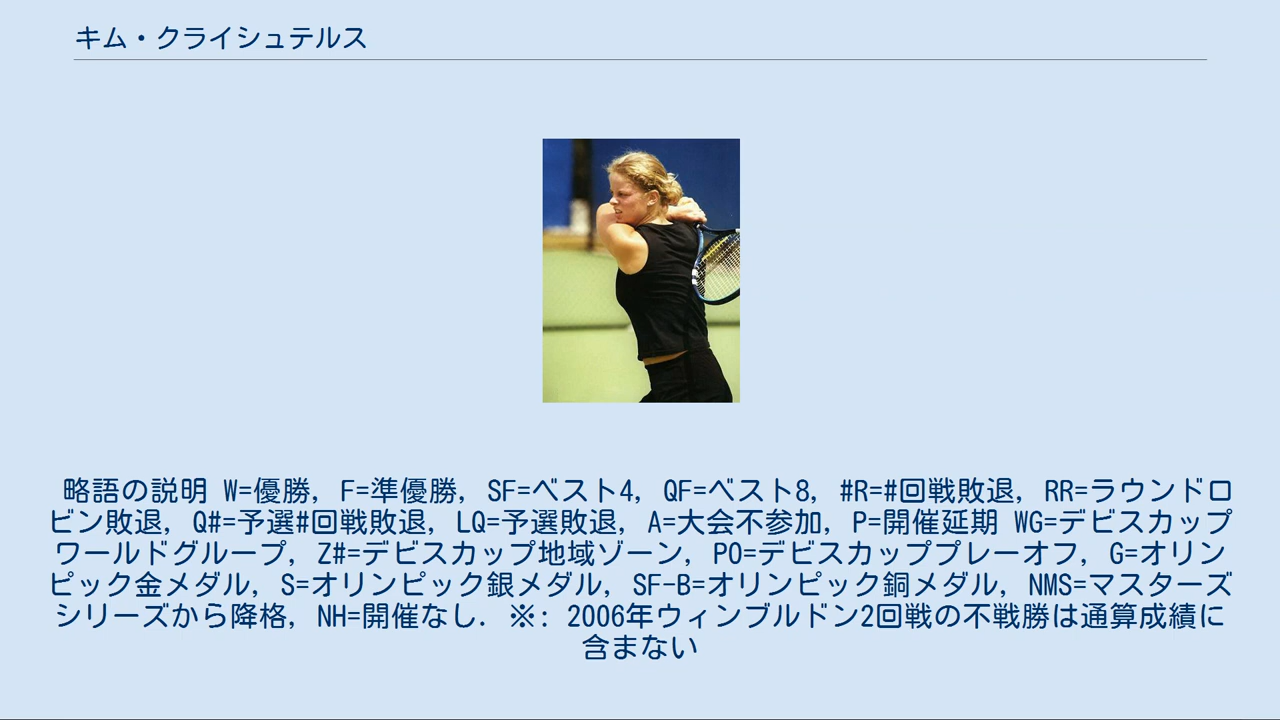 キム・クライシュテルス
略語の説明 W=優勝, F=準優勝, SF=ベスト4, QF=ベスト8, #R=#回戦敗退, RR=ラウンドロ
ビン敗退, Q#=予選#回戦敗退, LQ=予選敗退, A=大会不参加, P=開催延期 WG=デビスカップ
ワールドグループ, Z#=デビスカップ地域ゾーン, PO=デビスカッププレーオフ, G=オリン
ピック金メダル, S=オリンピック銀メダル, SF-B=オリンピック銅メダル, NMS=マスターズ
シリーズから降格, NH=開催なし. ※: 2006年ウィンブルドン2回戦の不戦勝は通算成績に
含まない